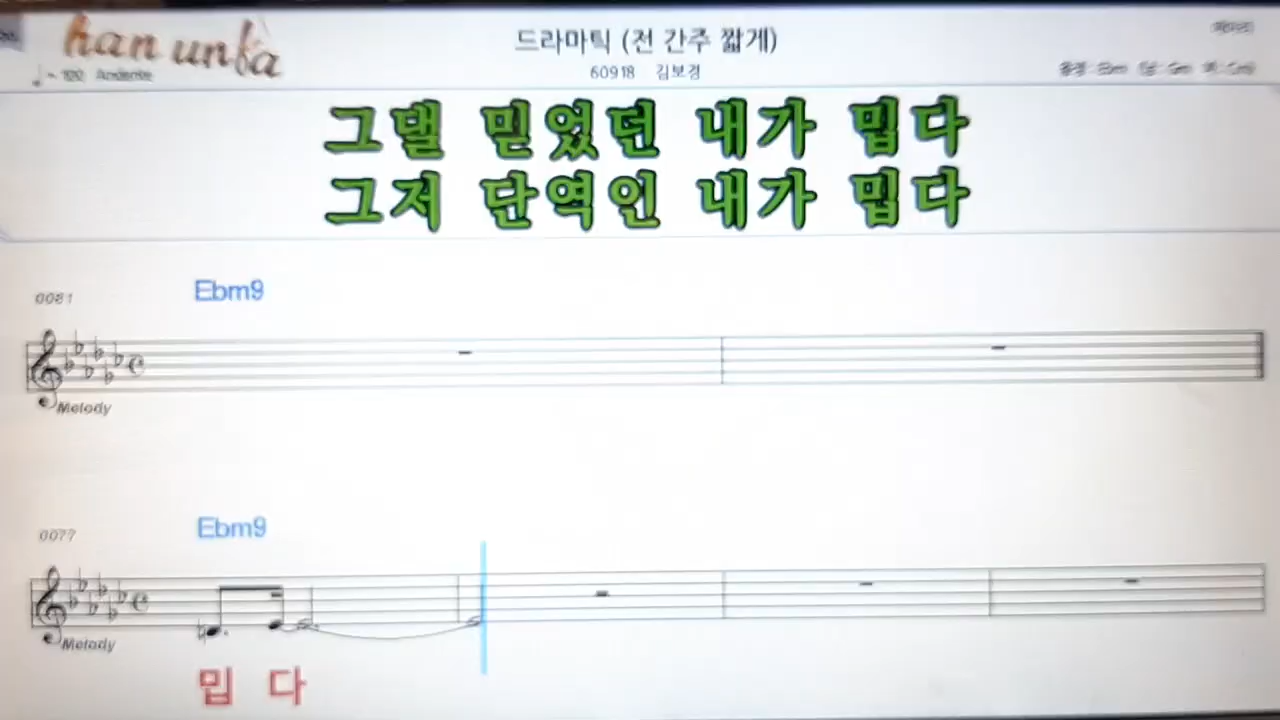 han unfa
드라마틱 (전 간주 짧게)
60918 김보경
= 100 Andante
그댈 믿었던 내가 밉다
그저 단역인 내가 밉다
0081
Ebm9
Melody
0077
Ebm9
Melody
밉 다